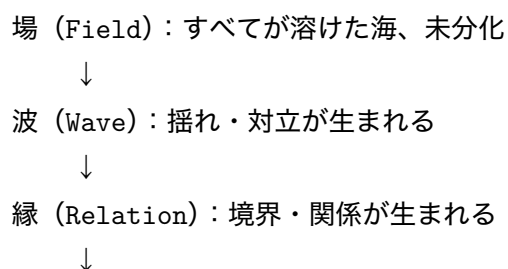 場（Field）：すべてが溶けた海、未分化
↓
波（Wave）：揺れ・対立が生まれる
↓
縁（Relation）：境界・関係が生まれる
↓